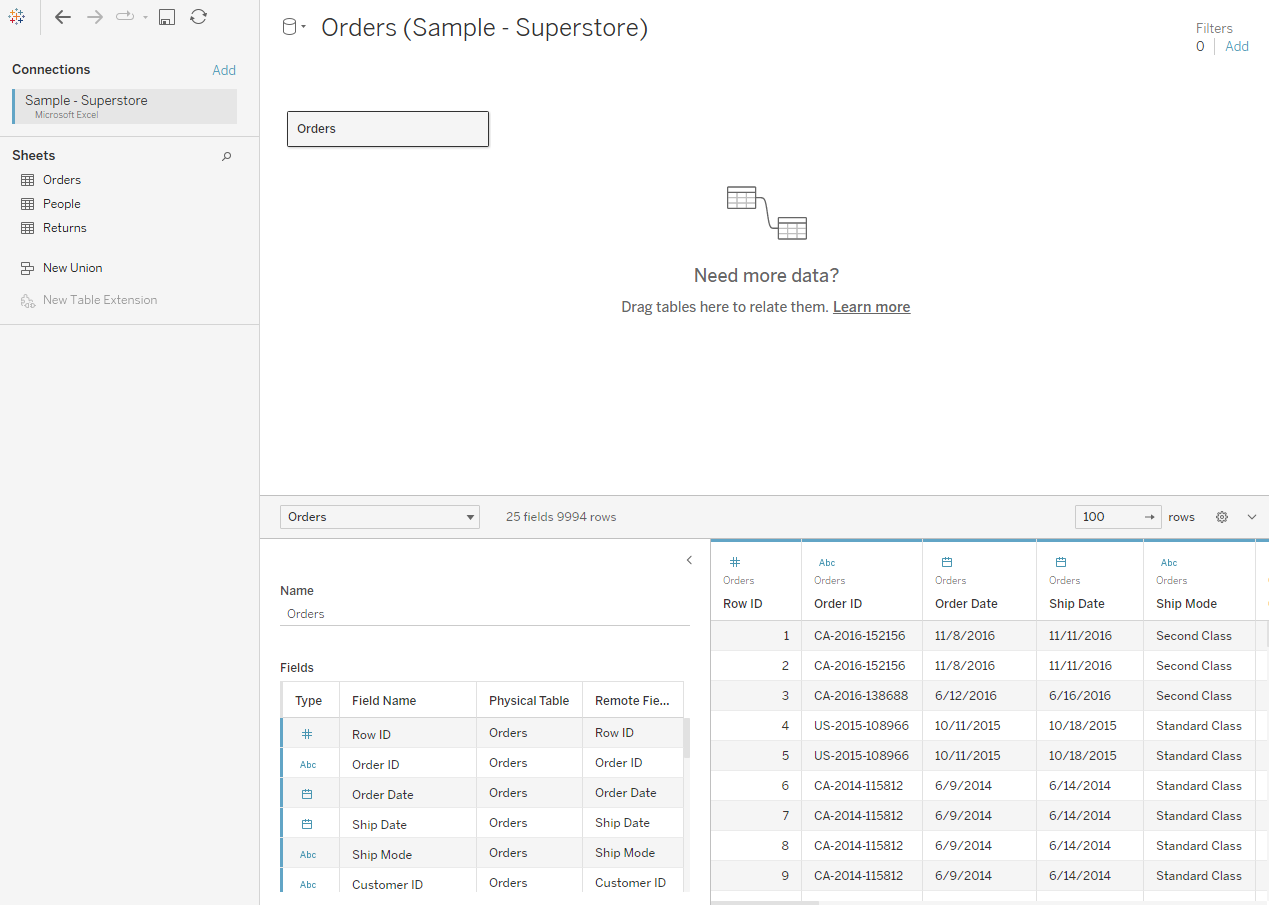 Orders (Sample - Superstore)
Filters
0 Add
Connections Add
Sample - Superstore
Microsoft Excel
Sheets
Orders
People
Returns
New Union
New Table Extension
Orders
Need more data?
Drag tables here to relate them. Learn more
Orders 25 fields 9994 rows 100 rows
Name
Orders
Fields
Type Field Name Physical Table Remote Fie...
# Row ID Orders Row ID
Abc Order ID Orders Order ID
Order Date Orders Order Date
Ship Date Orders Ship Date
Abc Ship Mode Orders Ship Mode
Abc Customer ID Orders Customer ID
# Abc Abc
Orders Orders Orders Orders Orders
Row ID Order ID Order Date Ship Date Ship Mode
1 CA-2016-152156 11/8/2016 11/11/2016 Second Class
2 CA-2016-152156 11/8/2016 11/11/2016 Second Class
3 CA-2016-138688 6/12/2016 6/16/2016 Second Class
4 US-2015-108966 10/11/2015 10/18/2015 Standard Class
5 US-2015-108966 10/11/2015 10/18/2015 Standard Class
6 CA-2014-115812 6/9/2014 6/14/2014 Standard Class
7 CA-2014-115812 6/9/2014 6/14/2014 Standard Class
8 CA-2014-115812 6/9/2014 6/14/2014 Standard Class
9 CA-2014-115812 6/9/2014 6/14/2014 Standard Class